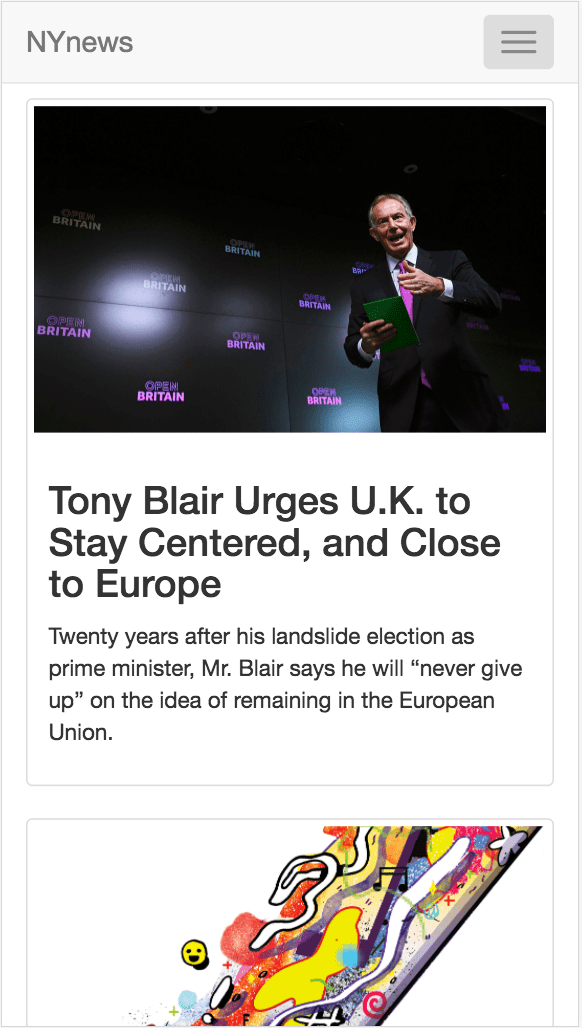 NYnews
OPEN
BRITAIN
OPEN
BRITAIN
OPEN
BRITAIN
OPEN
BRITAIN
OPEN
BRITAIN
OPEN
BRITAIN
OPEN
BRITAIN
OPEN
BRITAIN
Tony Blair Urges U.K. to
Stay Centered, and Close
to Europe
Twenty years after his landslide election as
prime minister, Mr. Blair says he will “never give
up” on the idea of remaining in the European
Union.